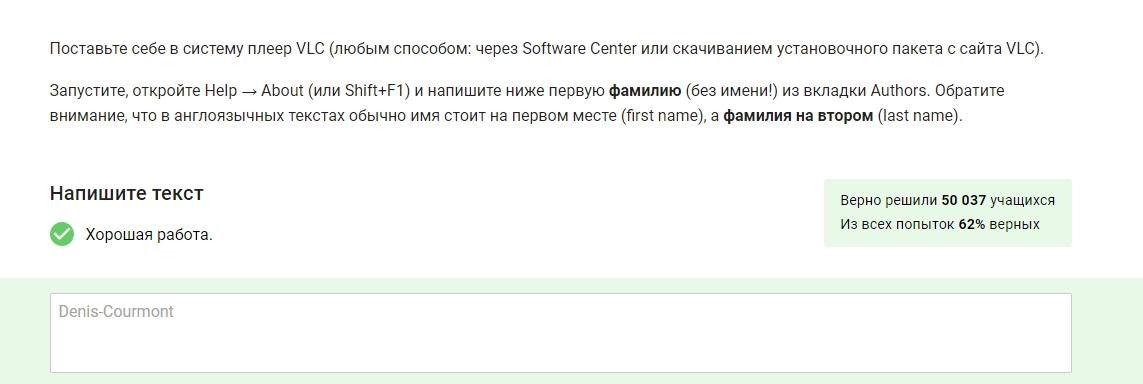 Поставьте себе в систему плеер VLC (любым способом: через Software Center или скачиванием установочного пакета с сайта VLC).
Запустите, откройте Help → About (или Shift+F1) и напишите ниже первую фамилию (без имени!) из вкладки Authors. Обратите
внимание, что в англоязычных текстах обычно имя стоит на первом месте (first name), а фамилия на втором (last name).
Напишите текст
Хорошая работа.
Верно решили 50 037 учащихся
Из всех попыток 62% верных
Denis-Courmont